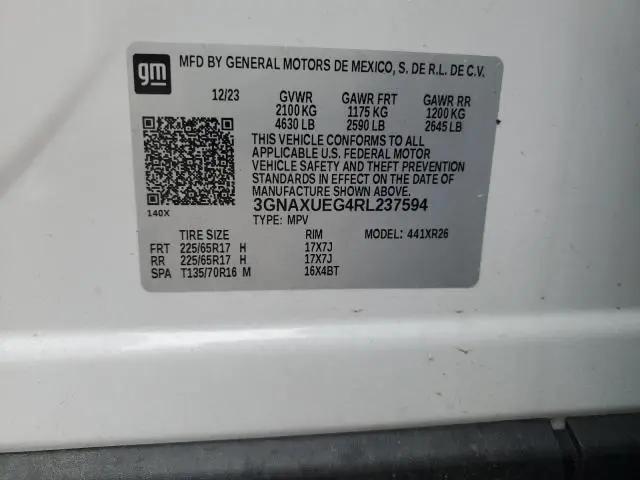 gm MFD BY GENERAL MOTORS DE MEXICO, S. DE R.L. DE C.V.
12/23 GVWR GAWR FRT GAWR RR
2100 KG 1175 KG 1200 KG
4630 LB 2590 LB 2645 LB
THIS VEHICLE CONFORMS TO ALL
APPLICABLE U.S. FEDERAL MOTOR
VEHICLE SAFETY AND THEFT PREVENTION
STANDARDS IN EFFECT ON THE DATE OF
MANUFACTURE SHOWN ABOVE.
3GNAXUEG4RL237594
140X TYPE: MPV
TIRE SIZE RIM MODEL: 441XR26
FRT 225/65R17 H 17X7J
RR 225/65R17 H 17X7J
SPA T135/70R16 M 16X4BT